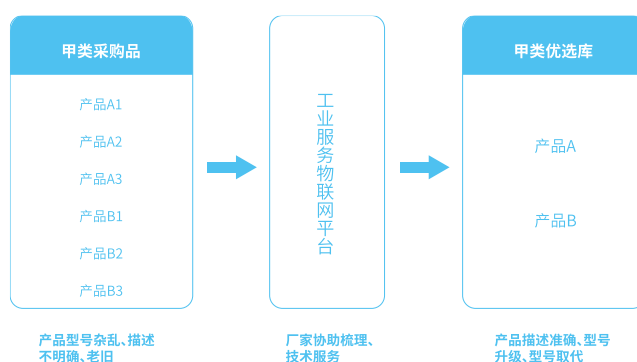 甲类采购品
产品A1
产品A2
产品A3
产品B1
产品B2
产品B3
产品型号杂乱、描述
不明确、老旧
工业服务物联网平台
厂家协助梳理、
技术服务
甲类优选库
产品A
产品B
产品描述准确、型号
升级、型号取代